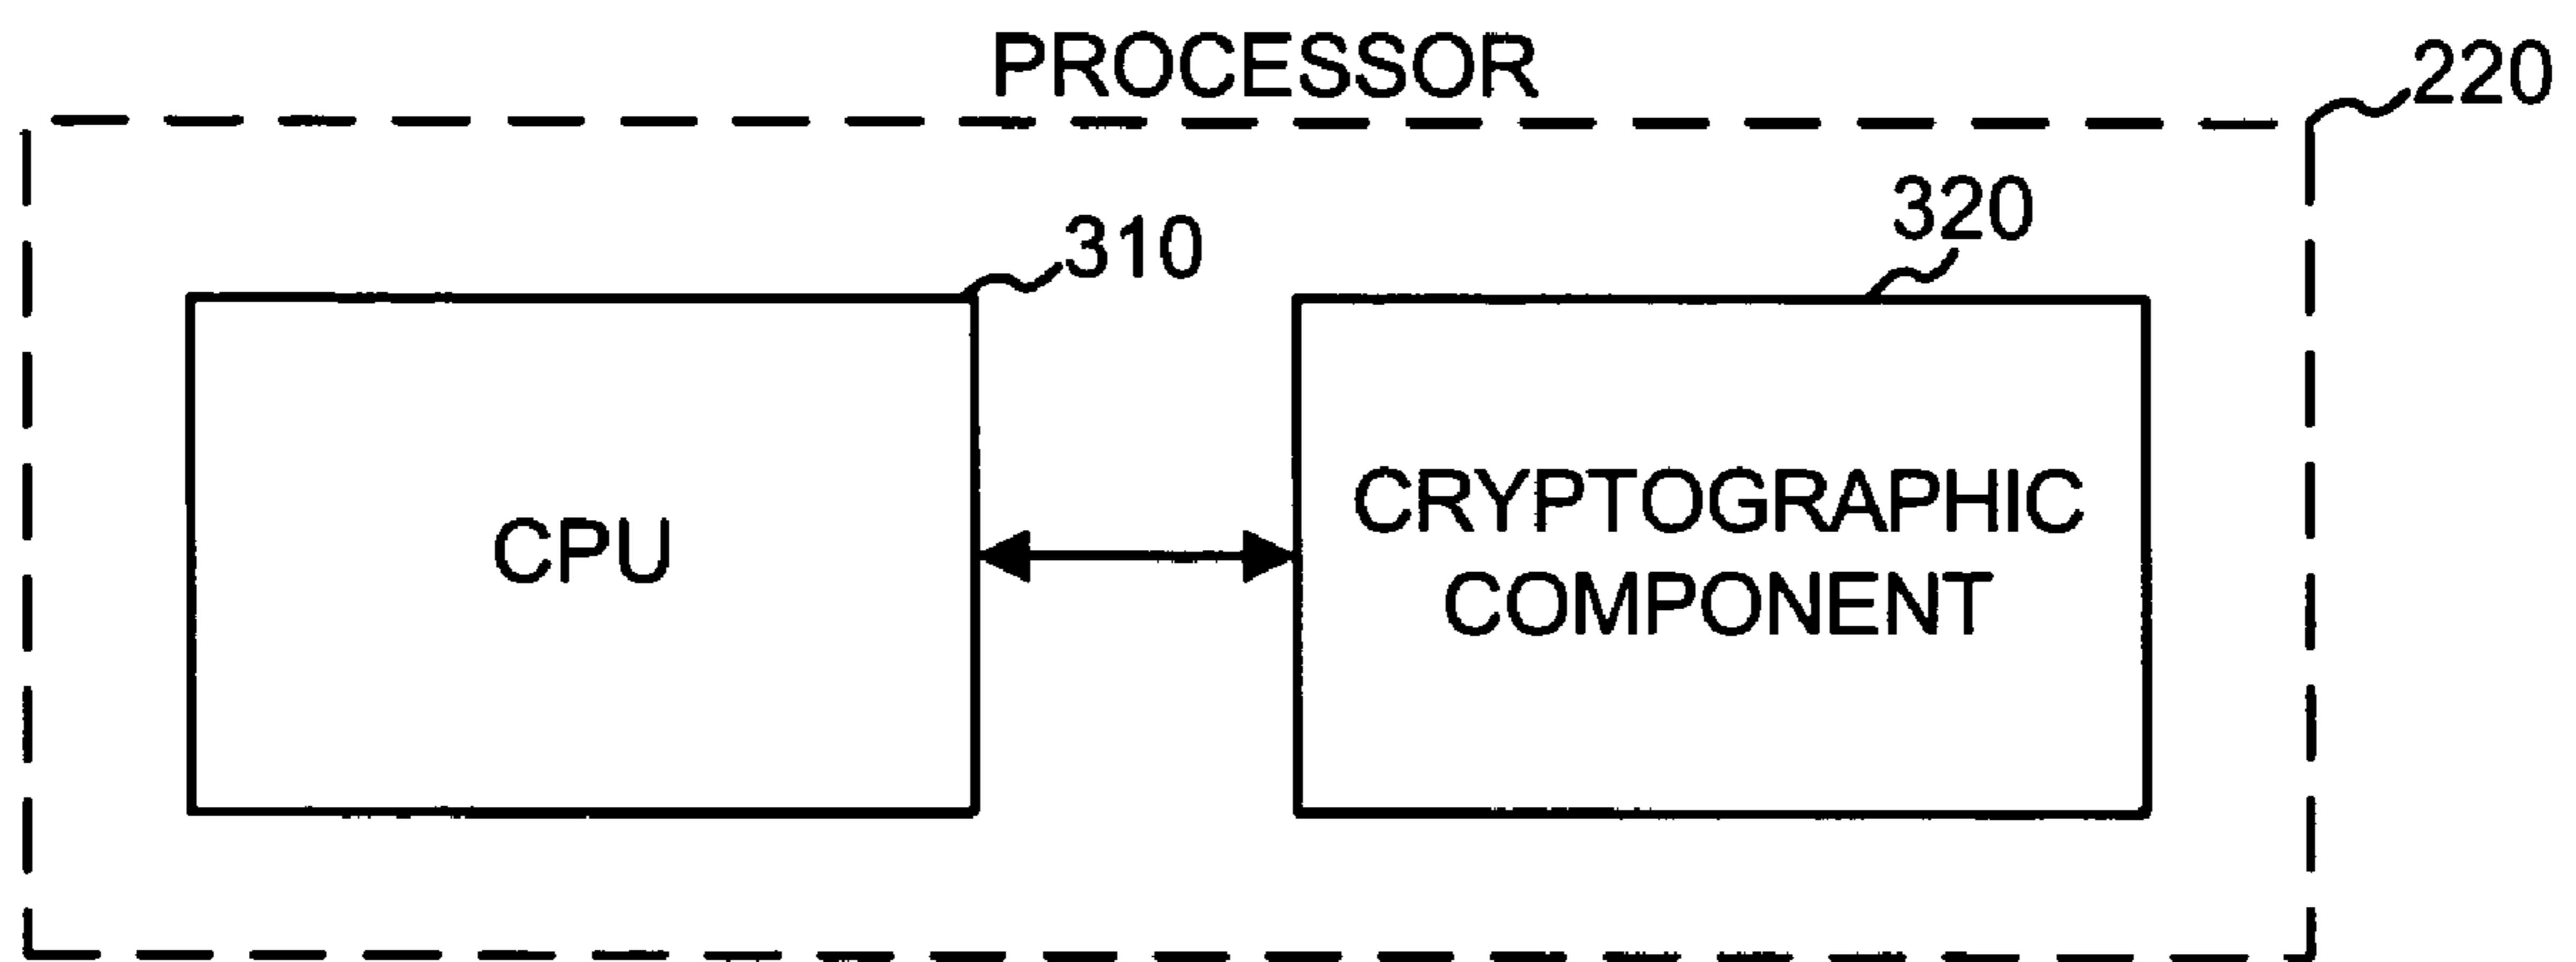 PROCESSOR
220
310
320
CPU
CRYPTOGRAPHIC
COMPONENT